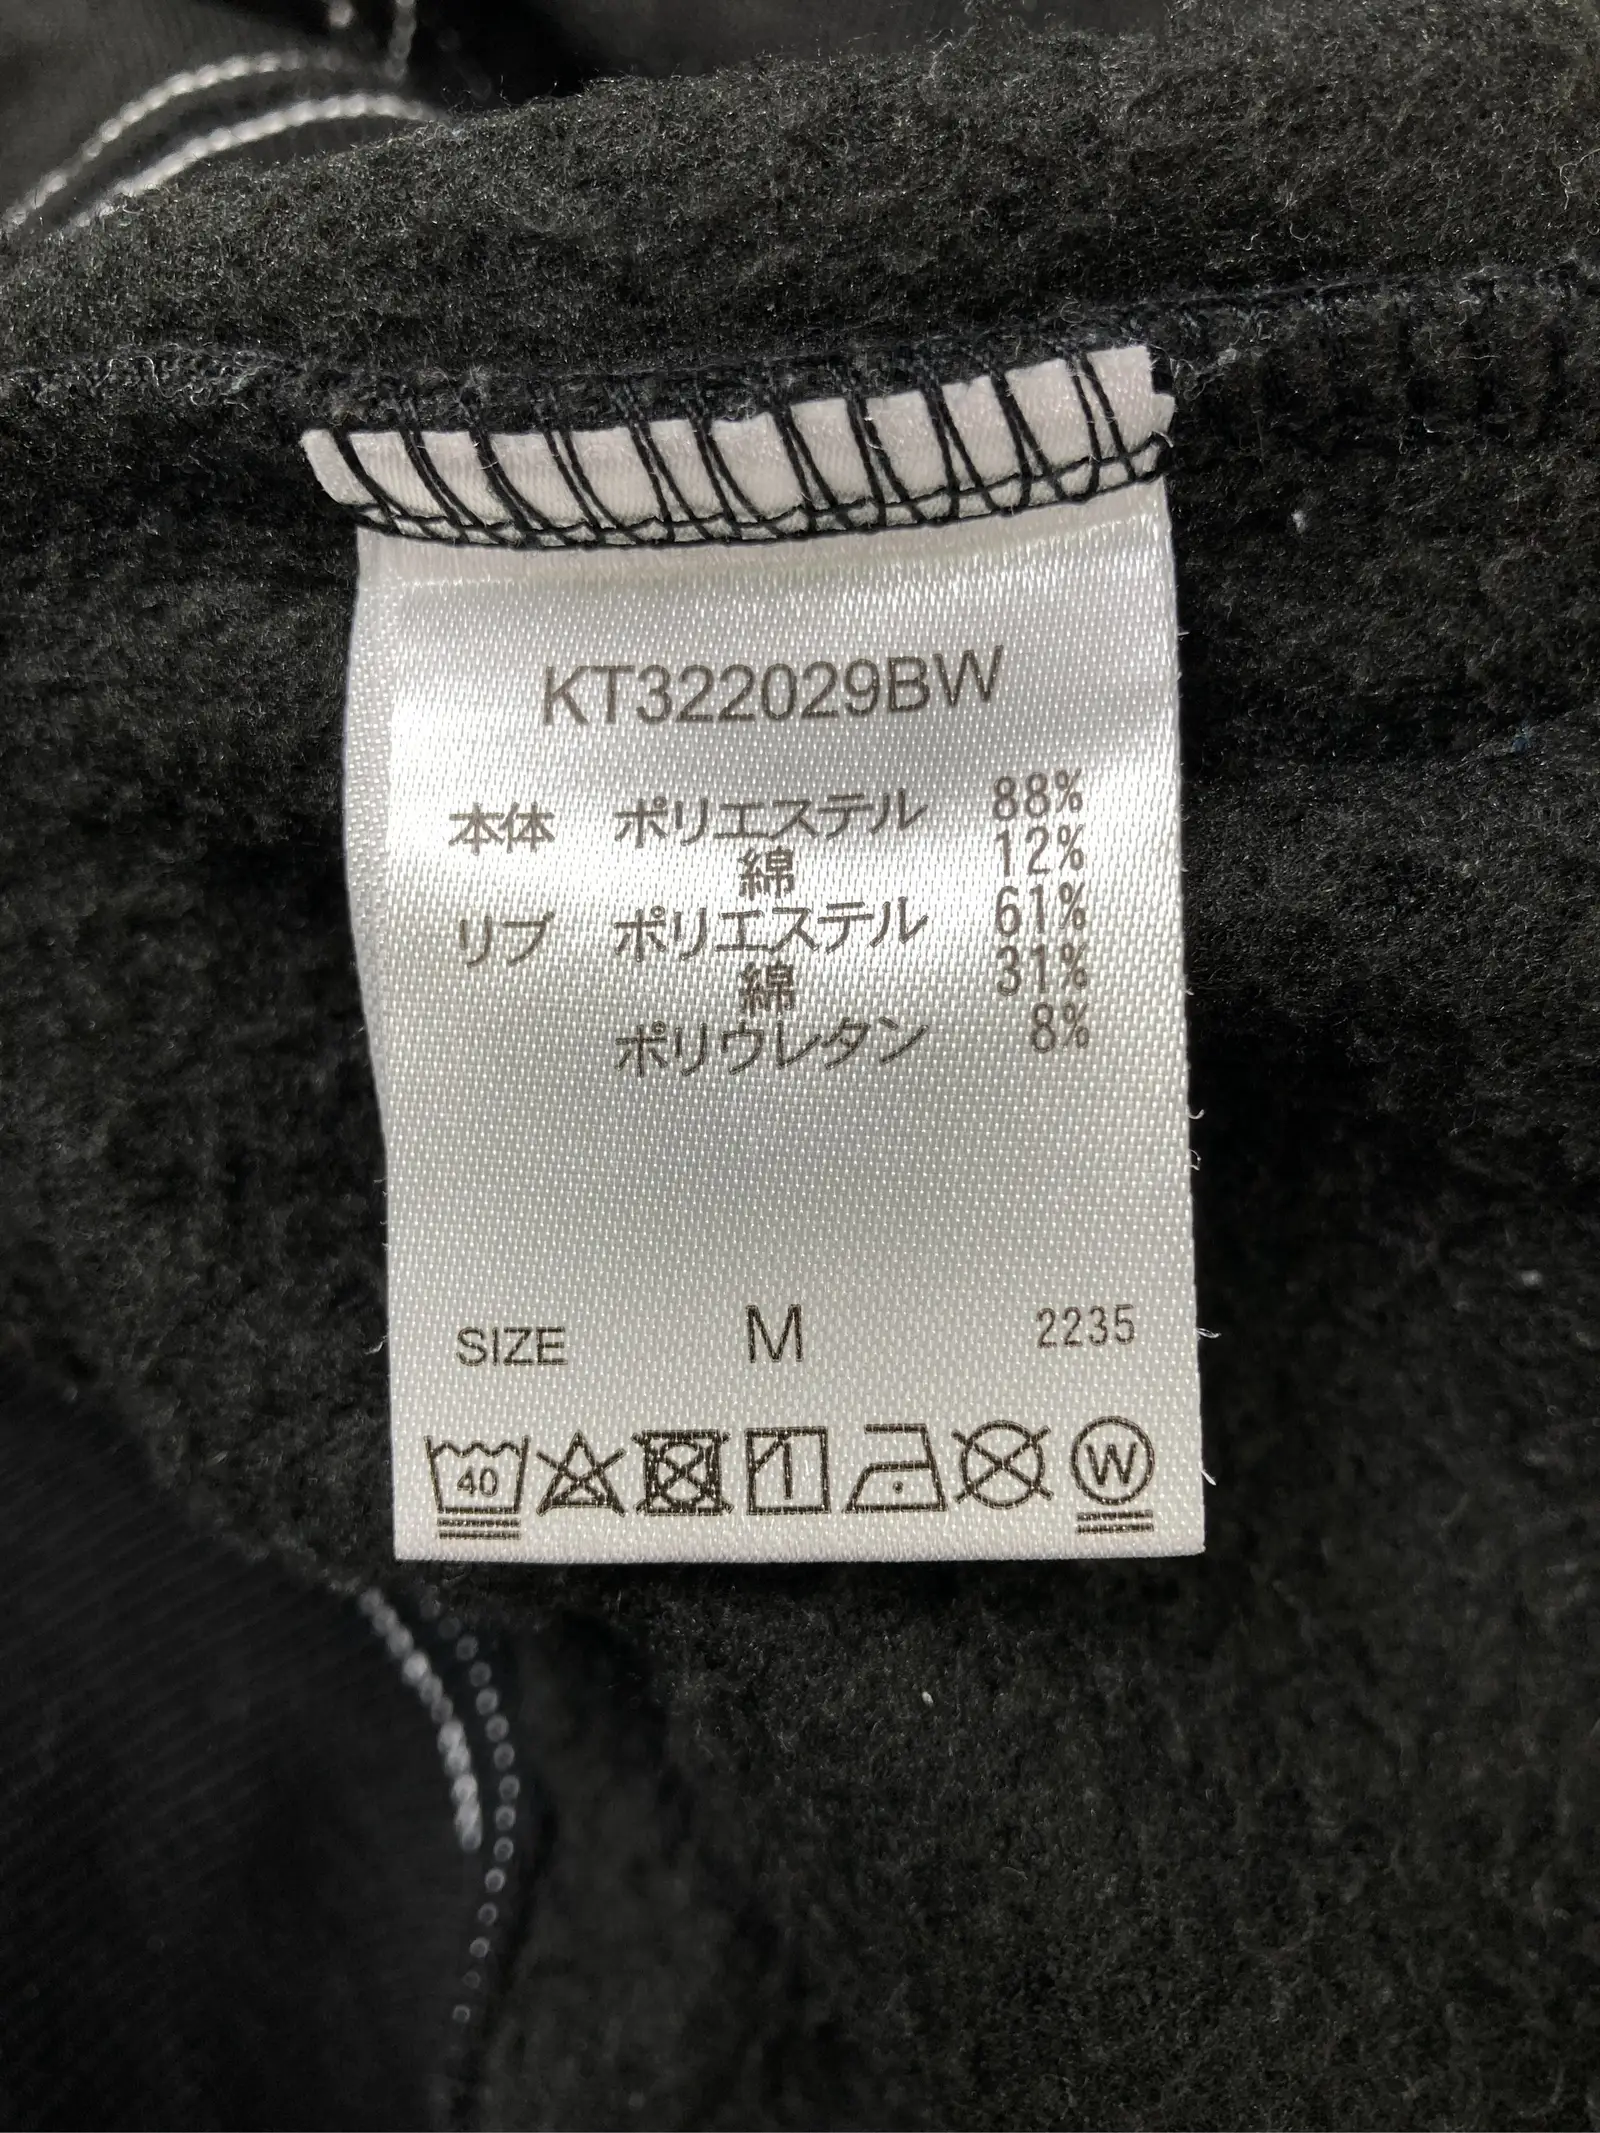 KT322029BW
本体 ポリエステル 88%
綿 12%
リブ ポリエステル 61%
綿 31%
ポリウレタン 8%
SIZE M 2235
40 W